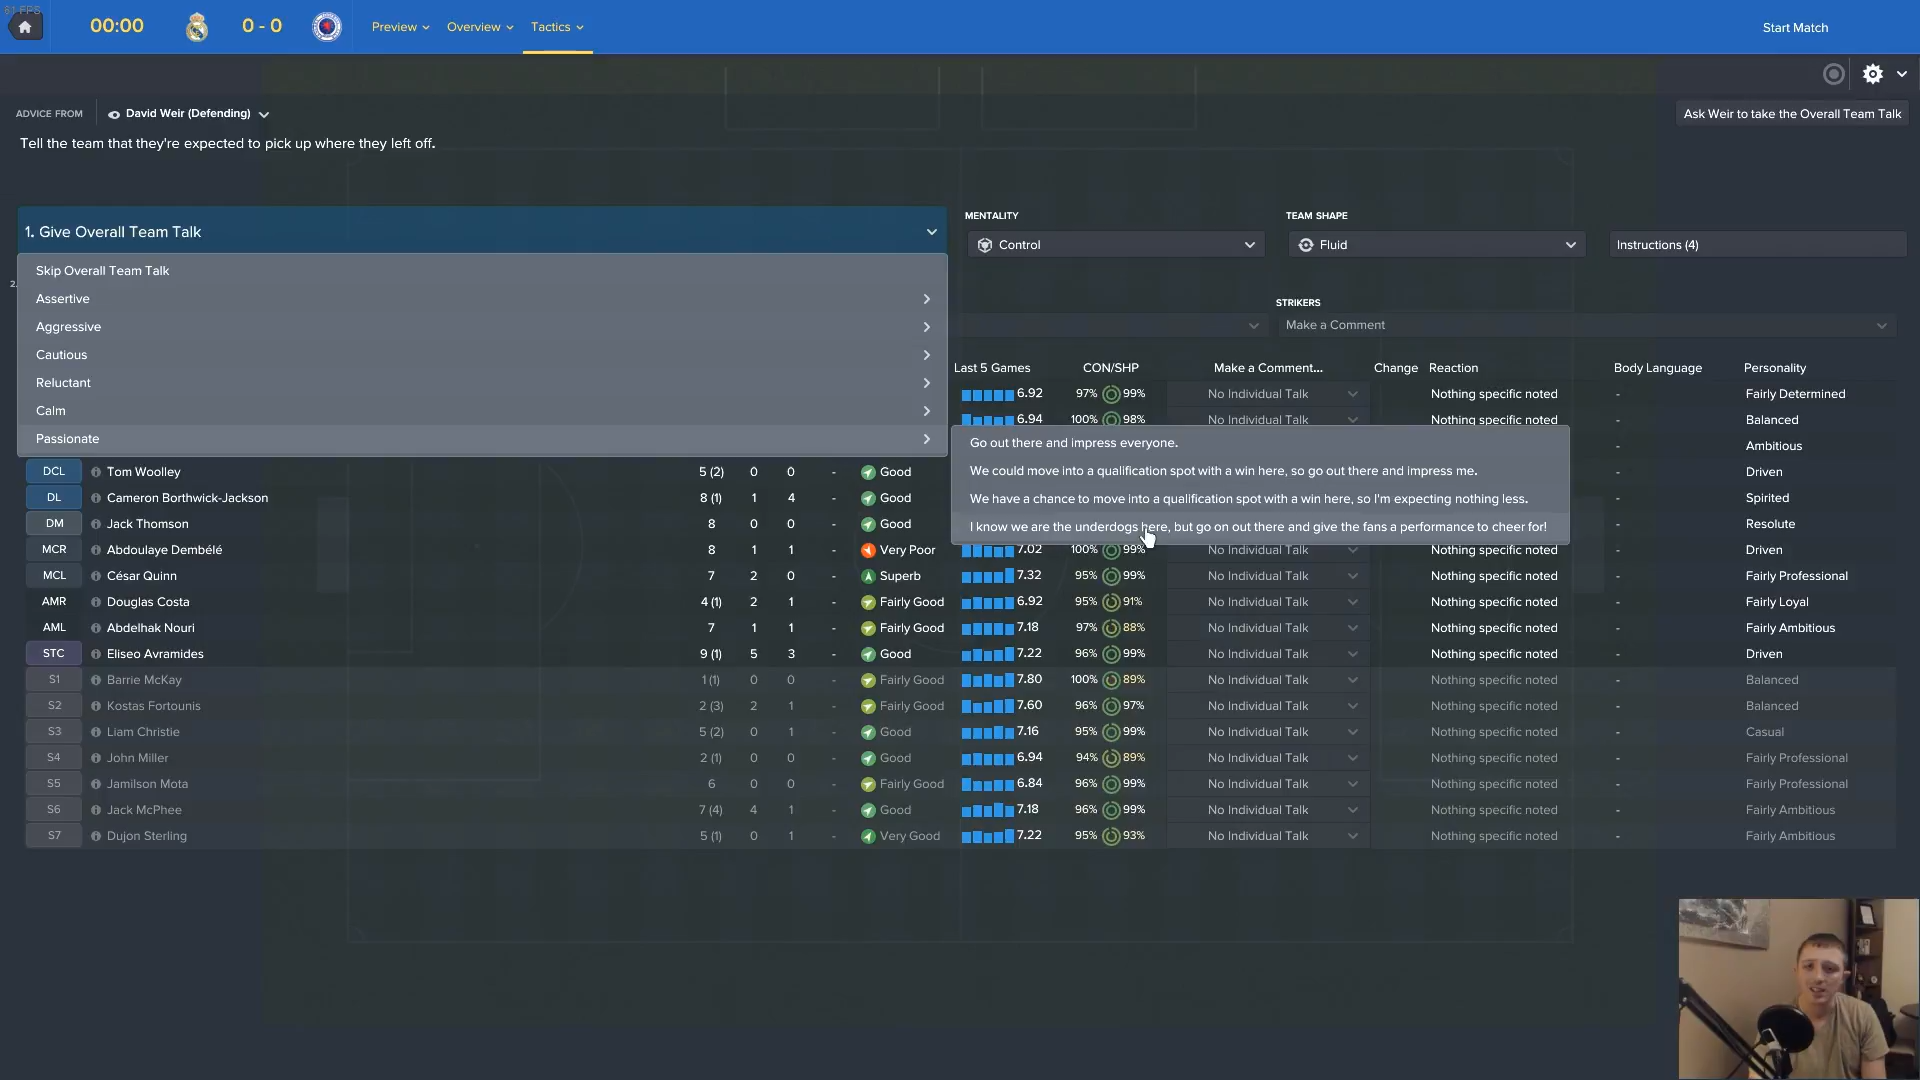 61 FPS
00:00 0 - 0 Preview Overview Tactics Start Match
ADVICE FROM David Weir (Defending) Ask Weir to take the Overall Team Talk
Tell the team that they're expected to pick up where they left off.
MENTALITY TEAM SHAPE
1. Give Overall Team Talk Control Fluid Instructions (4)
Skip Overall Team Talk
2.
Assertive
STRIKERS
Aggressive Make a Comment
Cautious
Last 5 Games CON/SHP Make a Comment... Change Reaction Body Language Personality
Reluctant
6.92 97% 99% No Individual Talk Nothing specific noted - Fairly Determined
Calm
6.94 100% 98% No Individual Talk Nothing specific noted - Balanced
Passionate
Go out there and impress everyone. Ambitious
DCL Tom Woolley 5 (2) 0 0 - Good We could move into a qualification spot with a win here, so go out there and impress me. - Driven
DL Cameron Borthwick-Jackson 8 (1) 1 4 - Good We have a chance to move into a qualification spot with a win here, so I'm expecting nothing less. - Spirited
DM Jack Thomson 8 0 0 - Good I know we are the underdogs here, but go on out there and give the fans a performance to cheer for! - Resolute
MCR Abdoulaye Dembélé 8 1 1 - Very Poor 7.02 100% 99% No Individual Talk Nothing specific noted - Driven
MCL César Quinn 7 2 0 - Superb 7.32 95% 99% No Individual Talk Nothing specific noted - Fairly Professional
AMR Douglas Costa 4 (1) 2 1 - Fairly Good 6.92 95% 91% No Individual Talk Nothing specific noted - Fairly Loyal
AML Abdelhak Nouri 7 1 1 - Fairly Good 7.18 97% 88% No Individual Talk Nothing specific noted - Fairly Ambitious
STC Eliseo Avramides 9 (1) 5 3 - Good 7.22 96% 99% No Individual Talk Nothing specific noted - Driven
S1 Barrie McKay 1 (1) 0 0 - Fairly Good 7.80 100% 89% No Individual Talk Nothing specific noted - Balanced
S2 Kostas Fortounis 2 (3) 2 1 - Fairly Good 7.60 96% 97% No Individual Talk Nothing specific noted - Balanced
S3 Liam Christie 5 (2) 0 1 - Good 7.16 95% 99% No Individual Talk Nothing specific noted - Casual
S4 John Miller 2 (1) 0 0 - Good 6.94 94% 89% No Individual Talk Nothing specific noted - Fairly Professional
S5 Jamilson Mota 6 0 0 - Fairly Good 6.84 96% 99% No Individual Talk Nothing specific noted - Fairly Professional
S6 Jack McPhee 7 (4) 4 1 - Good 7.18 96% 99% No Individual Talk Nothing specific noted - Fairly Ambitious
S7 Dujon Sterling 5 (1) 0 1 - Very Good 7.22 95% 93% No Individual Talk Nothing specific noted - Fairly Ambitious